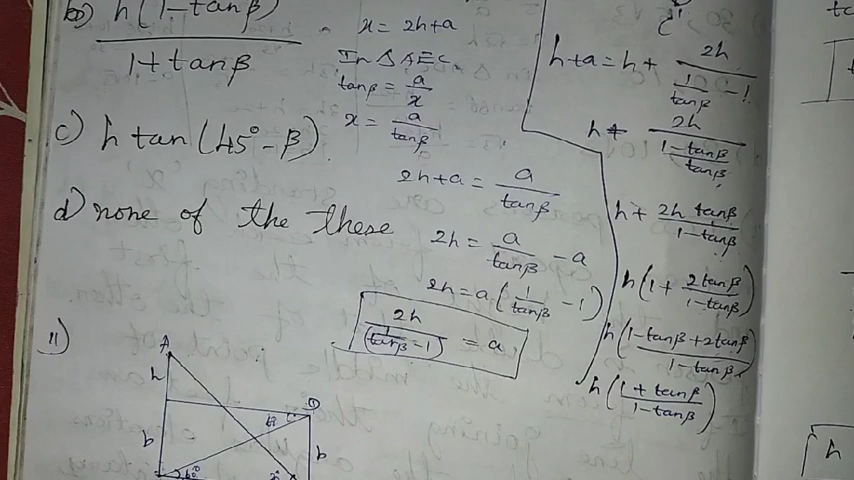 b) h(1-tanβ)
1+tanβ
c) h tan(45°-β).
d) none of the these
x = 2h+a
In △ AEC.
tanβ = a/x
x = a/tanβ
2h+a = a/tanβ
2h = a/tanβ - a
2h = a(1/tanβ - 1)
2h/(1/tanβ - 1) = a
h+a = h + 2h/(1/tanβ - 1)
h + 2h/((1-tanβ)/tanβ)
h + 2h tanβ/(1-tanβ)
h(1 + 2tanβ/(1-tanβ))
h((1-tanβ+2tanβ)/(1-tanβ))
h((1+tanβ)/(1-tanβ))
11)
A
h
b
b
h